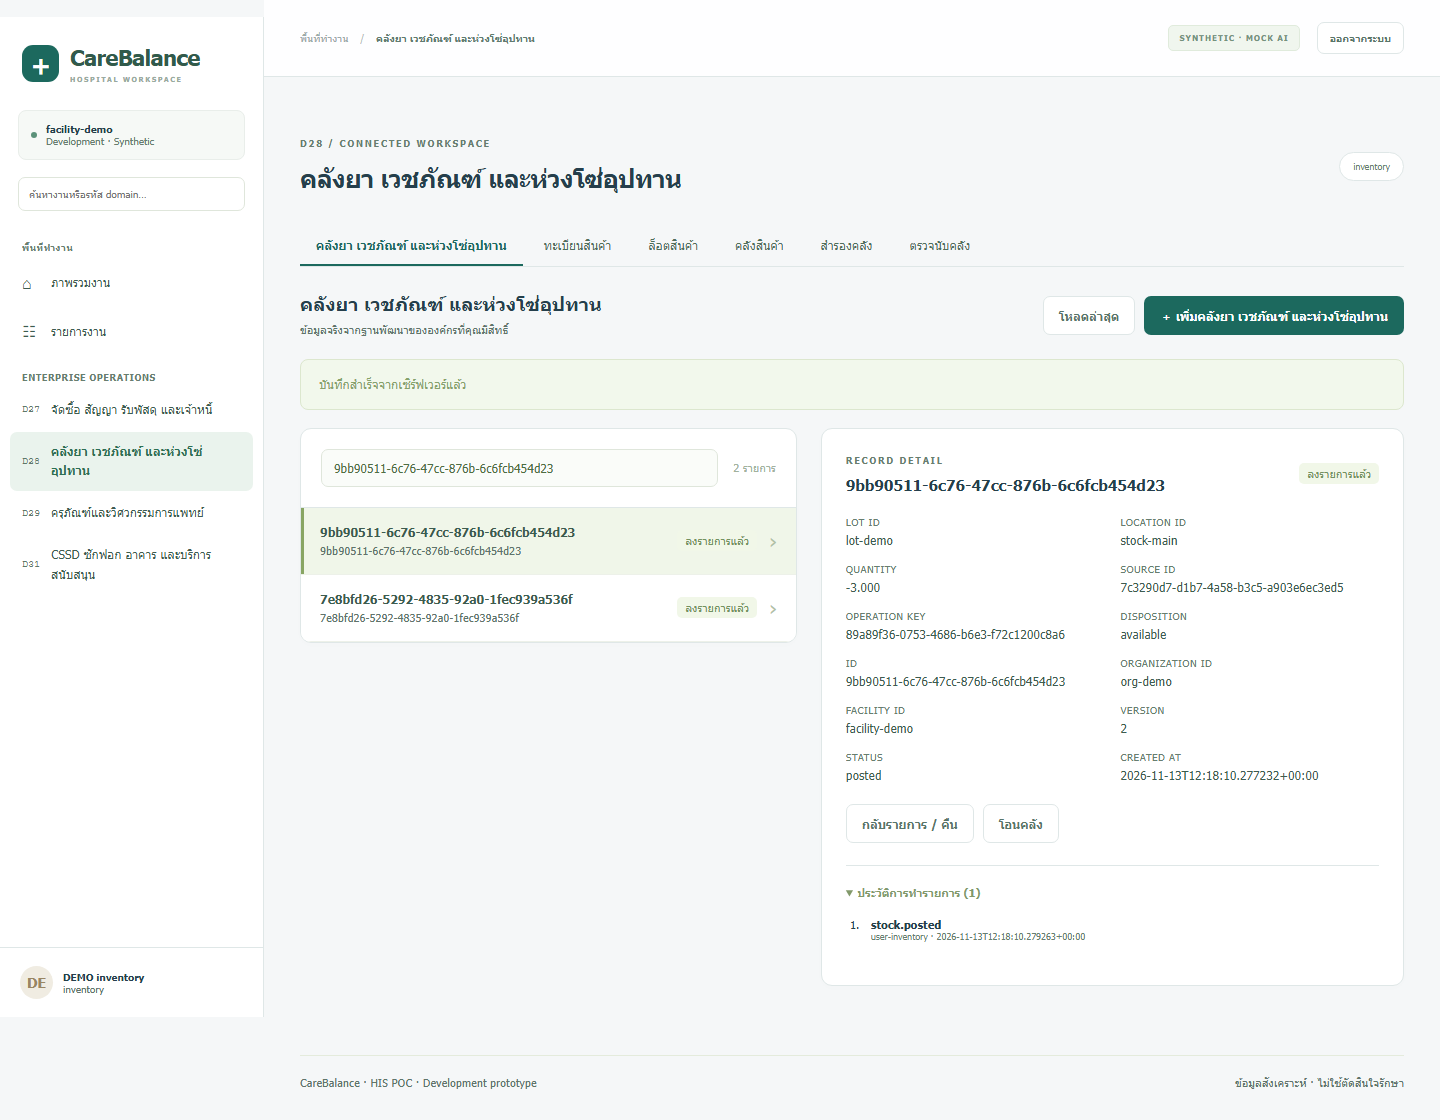 CareBalance
HOSPITAL WORKSPACE
facility-demo
Development · Synthetic
ค้นหางานหรือรหัส domain...
พื้นที่ทำงาน
ภาพรวมงาน
รายการงาน
ENTERPRISE OPERATIONS
D27 จัดซื้อ สัญญา รับพัสดุ และเจ้าหนี้
D28 คลังยา เวชภัณฑ์ และห่วงโซ่
อุปทาน
D29 ครุภัณฑ์และวิศวกรรมการแพทย์
D31 CSSD ซักฟอก อาคาร และบริการ
สนับสนุน
DE
DEMO inventory
inventory
พื้นที่ทำงาน / คลังยา เวชภัณฑ์ และห่วงโซ่อุปทาน
SYNTHETIC · MOCK AI
ออกจากระบบ
D28 / CONNECTED WORKSPACE
คลังยา เวชภัณฑ์ และห่วงโซ่อุปทาน
inventory
คลังยา เวชภัณฑ์ และห่วงโซ่อุปทาน ทะเบียนสินค้า ล็อตสินค้า คลังสินค้า สำรองคลัง ตรวจนับคลัง
คลังยา เวชภัณฑ์ และห่วงโซ่อุปทาน
ข้อมูลจริงจากฐานพัฒนาขององค์กรที่คุณมีสิทธิ์
โหลดล่าสุด
+ เพิ่มคลังยา เวชภัณฑ์ และห่วงโซ่อุปทาน
บันทึกสำเร็จจากเซิร์ฟเวอร์แล้ว
9bb90511-6c76-47cc-876b-6c6fcb454d23
2 รายการ
9bb90511-6c76-47cc-876b-6c6fcb454d23
9bb90511-6c76-47cc-876b-6c6fcb454d23
ลงรายการแล้ว
7e8bfd26-5292-4835-92a0-1fec939a536f
7e8bfd26-5292-4835-92a0-1fec939a536f
ลงรายการแล้ว
RECORD DETAIL
9bb90511-6c76-47cc-876b-6c6fcb454d23
ลงรายการแล้ว
LOT ID
lot-demo
LOCATION ID
stock-main
QUANTITY
-3.000
SOURCE ID
7c3290d7-d1b7-4a58-b3c5-a903e6ec3ed5
OPERATION KEY
89a89f36-0753-4686-b6e3-f72c1200c8a6
DISPOSITION
available
ID
9bb90511-6c76-47cc-876b-6c6fcb454d23
ORGANIZATION ID
org-demo
FACILITY ID
facility-demo
VERSION
2
STATUS
posted
CREATED AT
2026-11-13T12:18:10.277232+00:00
กลับรายการ / คืน
โอนคลัง
▼ ประวัติการทำรายการ (1)
1. stock.posted
user-inventory · 2026-11-13T12:18:10.279263+00:00
CareBalance · HIS POC · Development prototype
ข้อมูลสังเคราะห์ · ไม่ใช้ตัดสินใจรักษา